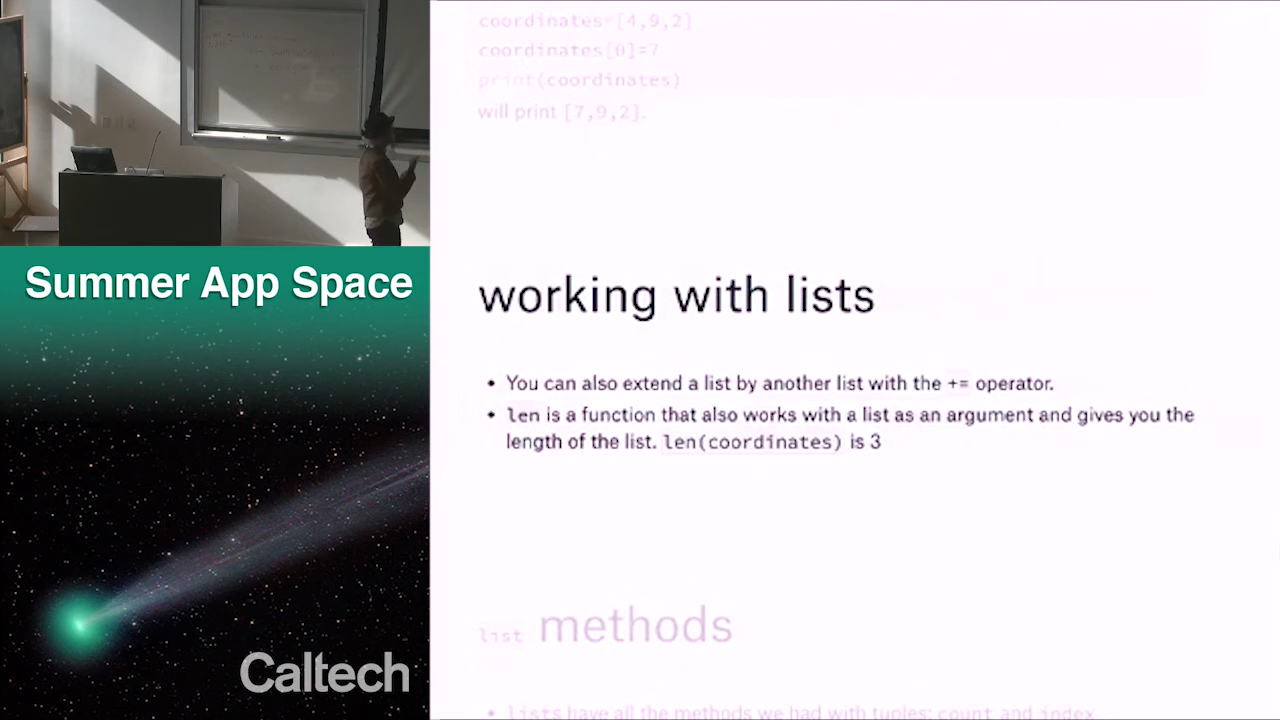 Summer App Space
Caltech
coordinates=[4,9,2]
coordinates[0]=7
print(coordinates)
will print [7,9,2].
working with lists
• You can also extend a list by another list with the += operator.
• len is a function that also works with a list as an argument and gives you the
length of the list. len(coordinates) is 3
list methods
• lists have all the methods we had with tuples: count and index